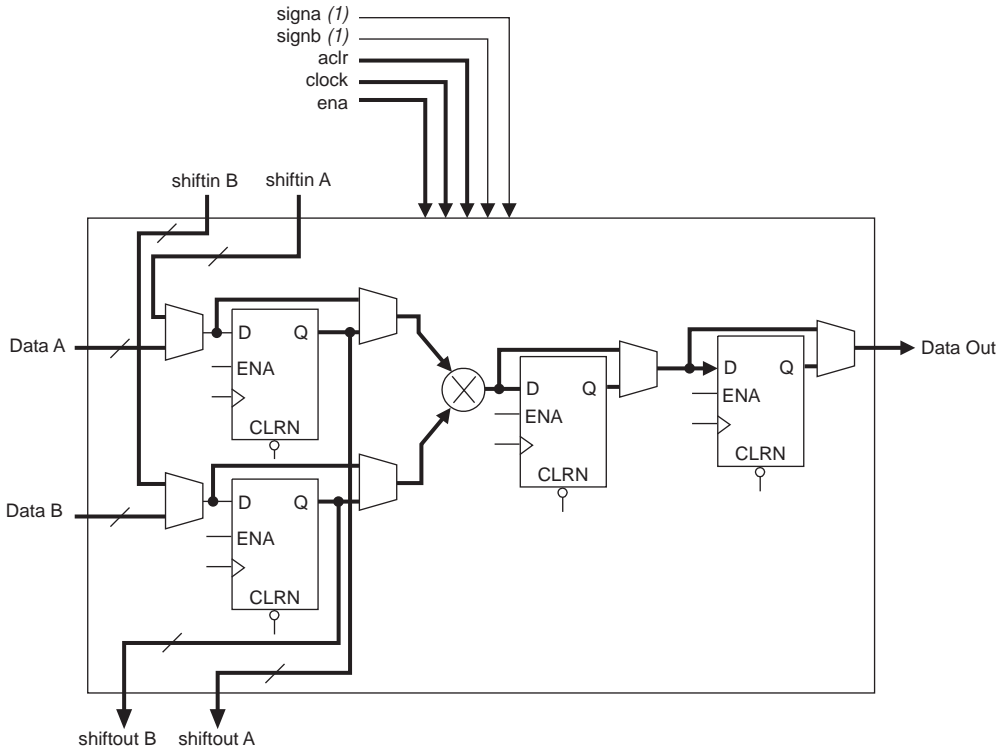 signa (1)
signb (1)
aclr
clock
ena
shiftin B
shiftin A
Data A
D
Q
ENA
CLRN
D
Q
ENA
CLRN
D
Q
ENA
CLRN
Data Out
Data B
D
Q
ENA
CLRN
shiftout B
shiftout A